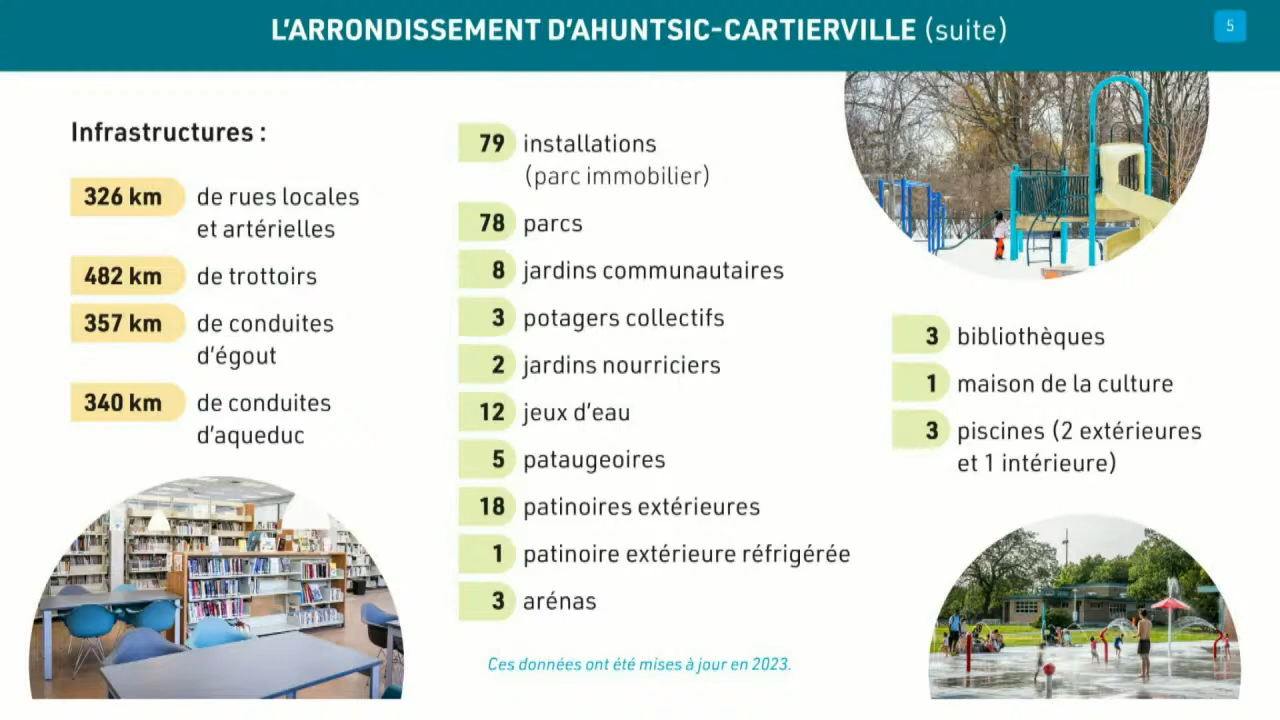 L'ARRONDISSEMENT D'AHUNTSIC-CARTIERVILLE (suite)
5
Infrastructures :
326 km de rues locales
et artérielles
482 km de trottoirs
357 km de conduites
d'égout
340 km de conduites
d'aqueduc
79 installations
(parc immobilier)
78 parcs
8 jardins communautaires
3 potagers collectifs
2 jardins nourriciers
12 jeux d'eau
5 pataugeoires
18 patinoires extérieures
1 patinoire extérieure réfrigérée
3 arénas
3 bibliothèques
1 maison de la culture
3 piscines (2 extérieures
et 1 intérieure)
Ces données ont été mises à jour en 2023.